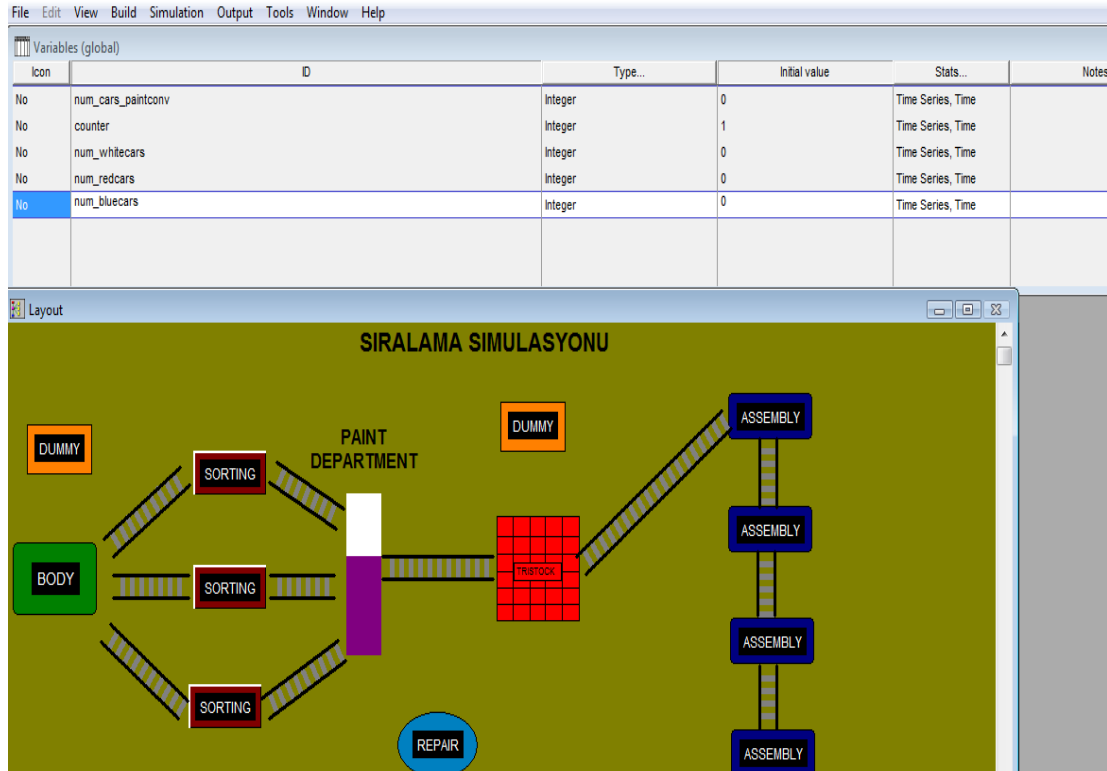 File Edit View Build Simulation Output Tools Window Help
Variables (global)
Icon ID Type... Initial value Stats... Notes
No num_cars_paintconv Integer 0 Time Series, Time
No counter Integer 1 Time Series, Time
No num_whitecars Integer 0 Time Series, Time
No num_redcars Integer 0 Time Series, Time
No num_bluecars Integer 0 Time Series, Time
Layout
SIRALAMA SIMULASYONU
DUMMY
DUMMY
ASSEMBLY
PAINT
DEPARTMENT
SORTING
ASSEMBLY
BODY
TRISTOCK
SORTING
ASSEMBLY
SORTING
REPAIR
ASSEMBLY